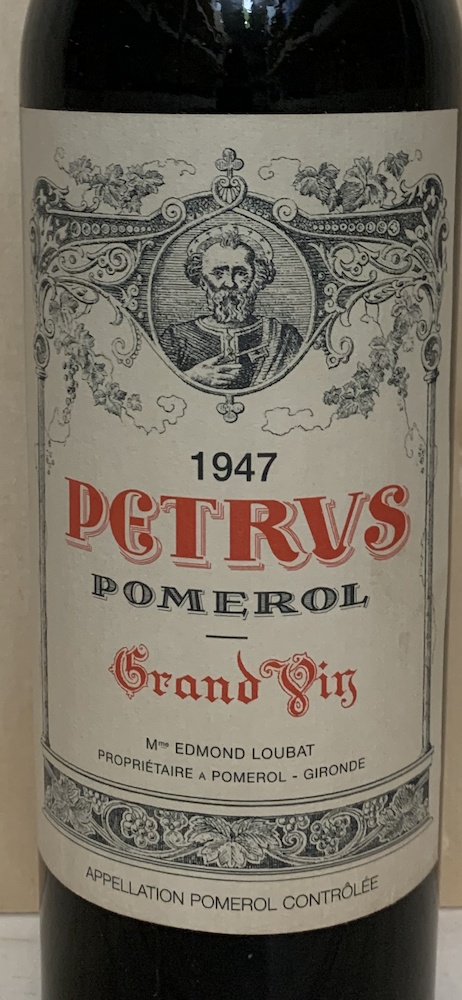 1947
PETRVS
POMEROL
Grand Vin
Mme EDMOND LOUBAT
PROPRIÉTAIRE A POMEROL - GIRONDE
APPELLATION POMEROL CONTRÔLÉE